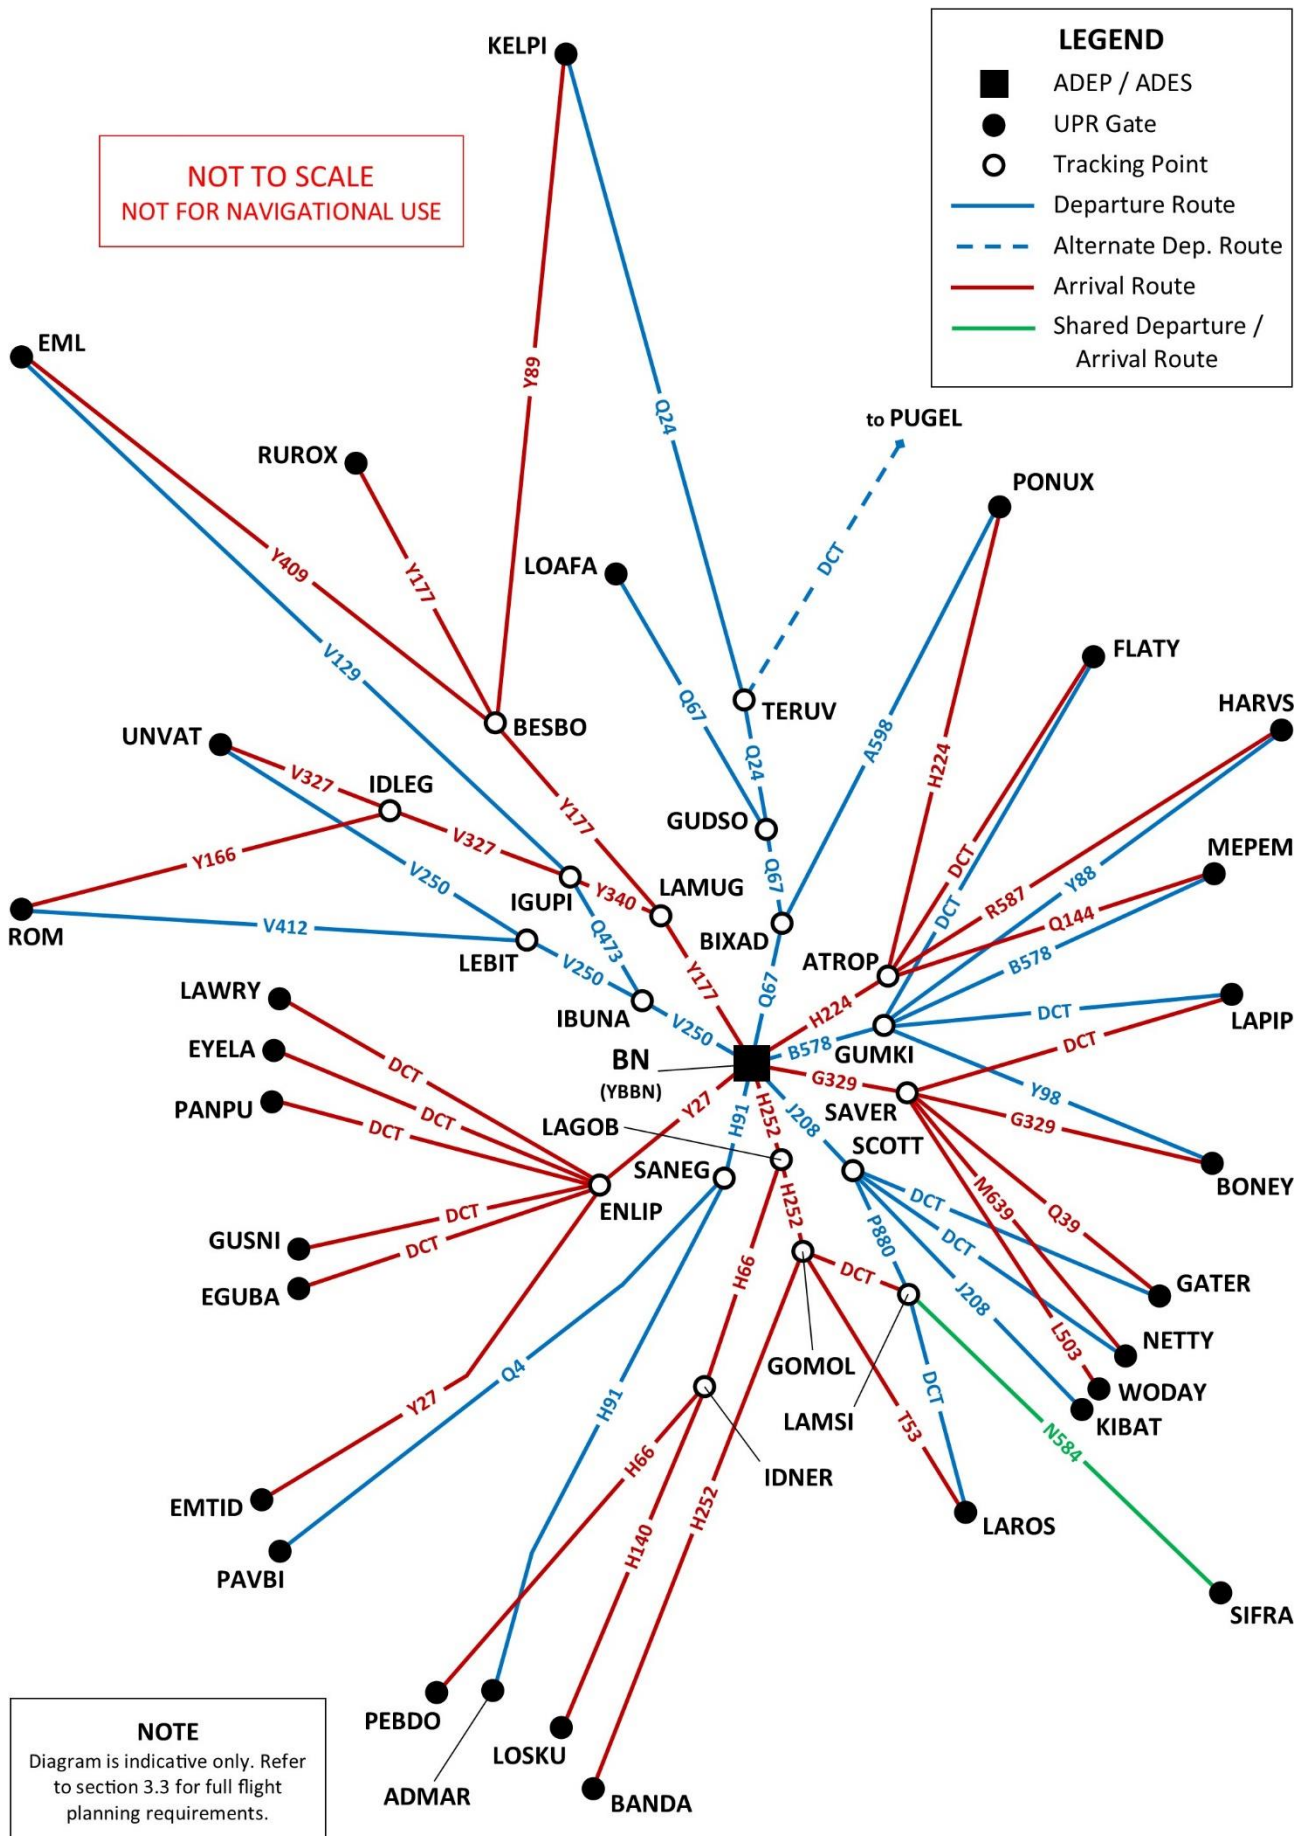 KELPI
LEGEND
ADEP / ADES
UPR Gate
Tracking Point
Departure Route
Alternate Dep. Route
Arrival Route
Shared Departure /
Arrival Route
NOT TO SCALE
NOT FOR NAVIGATIONAL USE
EML
Y89
Q24
to PUGEL
RUROX
PONUX
Y409
Y177
LOAFA
DCT
V129
FLATY
Q67
HARVS
TERUV
BESBO
UNVAT
A598
H224
V327
IDLEG
Q24
Y177
GUDSO
V327
Y166
V250
DCT
MEPEM
Q67
Y88
IGUPI
Y340
LAMUG
R587
DCT
Q144
ROM
V412
Q473
BIXAD
ATROP
B578
LEBIT
V250
Y177
Q67
LAWRY
IBUNA
H224
DCT
LAPIP
V250
EYELA
BN
(YBBN)
B578
GUMKI
DCT
DCT
PANPU
G329
Y98
DCT
DCT
Y27
H91
H252
J208
SAVER
G329
LAGOB
SCOTT
SANEG
BONEY
ENLIP
DCT
M639
Q39
GUSNI
DCT
H252
P880
DCT
DCT
EGUBA
H66
DCT
J208
GATER
L503
NETTY
Q4
GOMOL
WODAY
Y27
H91
LAMSI
DCT
KIBAT
T53
N584
H66
IDNER
EMTID
H252
LAROS
H140
PAVBI
SIFRA
PEBDO
LOSKU
ADMAR
BANDA
NOTE
Diagram is indicative only. Refer
to section 3.3 for full flight
planning requirements.